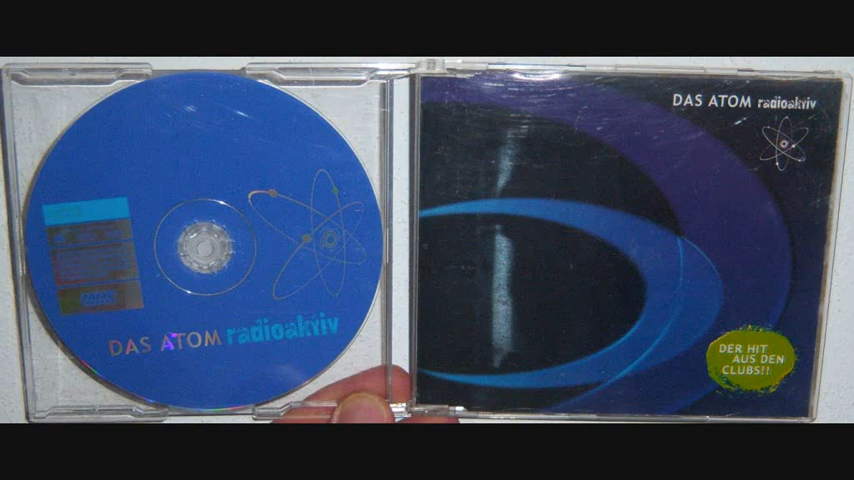 DAS ATOM radioaktiv
DAS ATOM radioaktiv
DER HIT
AUS DEN
CLUBS!!